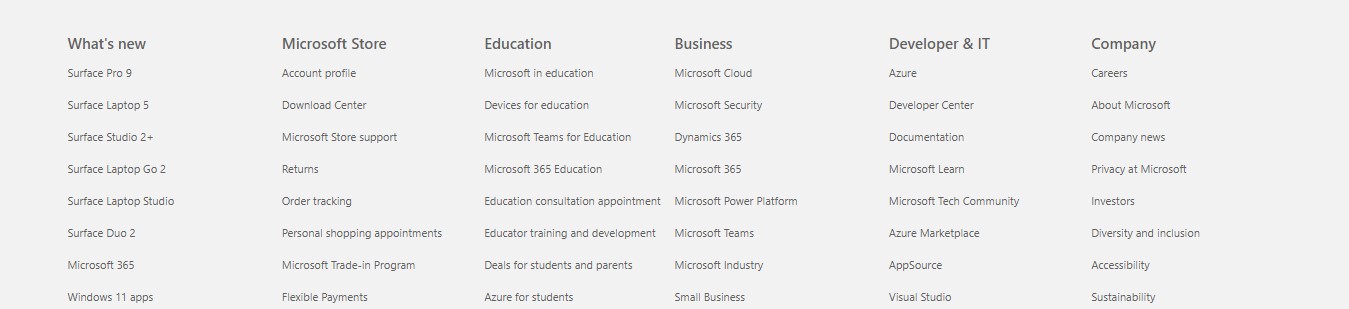 What's new
Surface Pro 9
Surface Laptop 5
Surface Studio 2+
Surface Laptop Go 2
Surface Laptop Studio
Surface Duo 2
Microsoft 365
Windows 11 apps
Microsoft Store
Account profile
Download Center
Microsoft Store support
Returns
Order tracking
Personal shopping appointments
Microsoft Trade-in Program
Flexible Payments
Education
Microsoft in education
Devices for education
Microsoft Teams for Education
Microsoft 365 Education
Education consultation appointment
Educator training and development
Deals for students and parents
Azure for students
Business
Microsoft Cloud
Microsoft Security
Dynamics 365
Microsoft 365
Microsoft Power Platform
Microsoft Teams
Microsoft Industry
Small Business
Developer & IT
Azure
Developer Center
Documentation
Microsoft Learn
Microsoft Tech Community
Azure Marketplace
AppSource
Visual Studio
Company
Careers
About Microsoft
Company news
Privacy at Microsoft
Investors
Diversity and inclusion
Accessibility
Sustainability